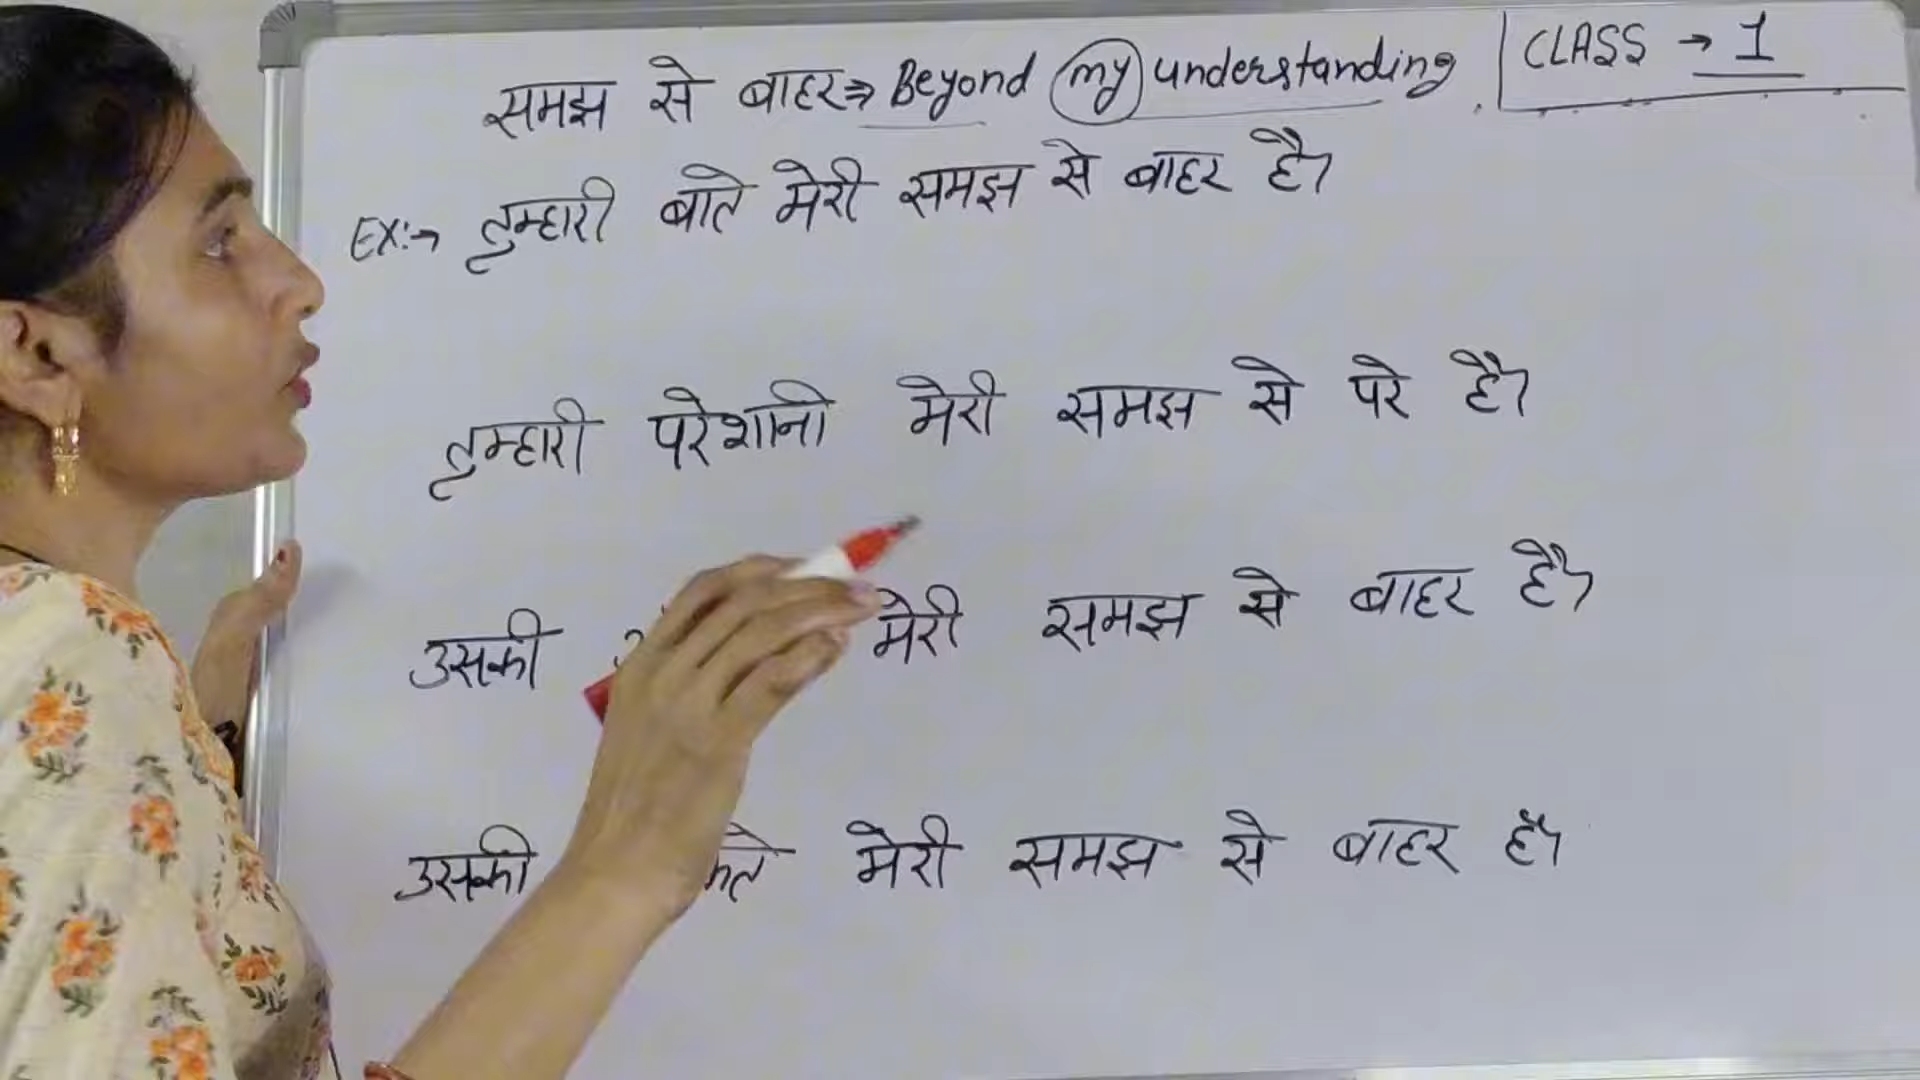 समझ से बाहर⇒ Beyond my understanding
CLASS → 1
EX:→ तुम्हारी बाते मेरी समझ से बाहर है।
तुम्हारी परेशानी मेरी समझ से परे है।
उसकी मेरी समझ से बाहर है।
उसकी मेरी समझ से बाहर है।